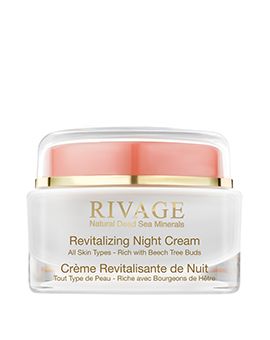 RIVAGE
Natural Dead Sea Minerals
Revitalizing Night Cream
All Skin Types - Rich with Beech Tree Buds
Crème Revitalisante de Nuit
Tout Type de Peau - Riche avec Bourgeons de Hêtre